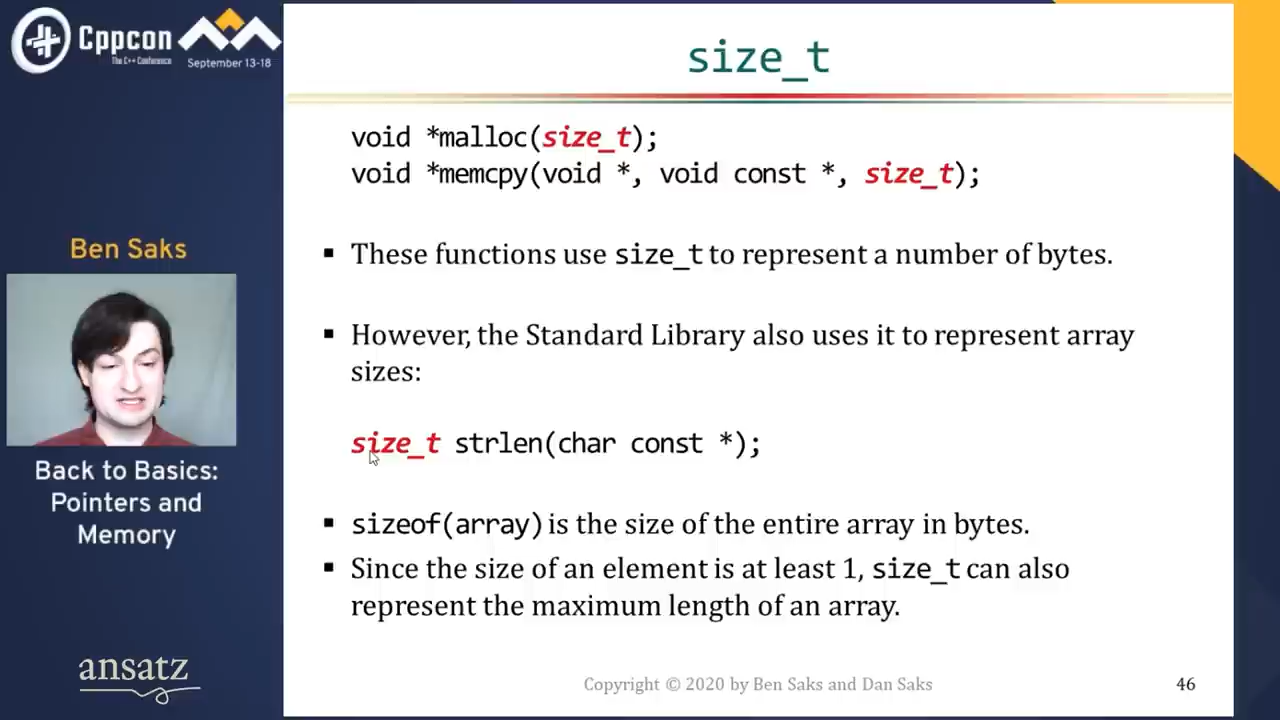 Cppcon
The C++ Conference
September 13-18
size_t
void *malloc(size_t);
void *memcpy(void *, void const *, size_t);
▪ These functions use size_t to represent a number of bytes.
▪ However, the Standard Library also uses it to represent array
sizes:
size_t strlen(char const *);
▪ sizeof(array) is the size of the entire array in bytes.
▪ Since the size of an element is at least 1, size_t can also
represent the maximum length of an array.
Ben Saks
Back to Basics:
Pointers and
Memory
ansatz
Copyright © 2020 by Ben Saks and Dan Saks
46